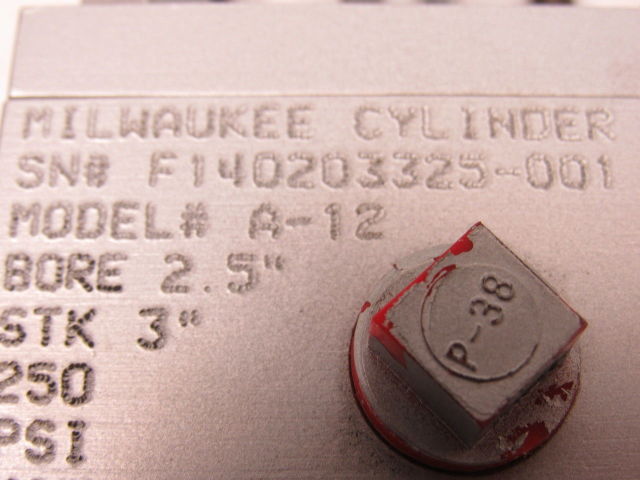 MILWAUKEE CYLINDER
SN# F140203325-001
MODEL# A-12
BORE 2.5"
STK 3"
250
PSI
P-38